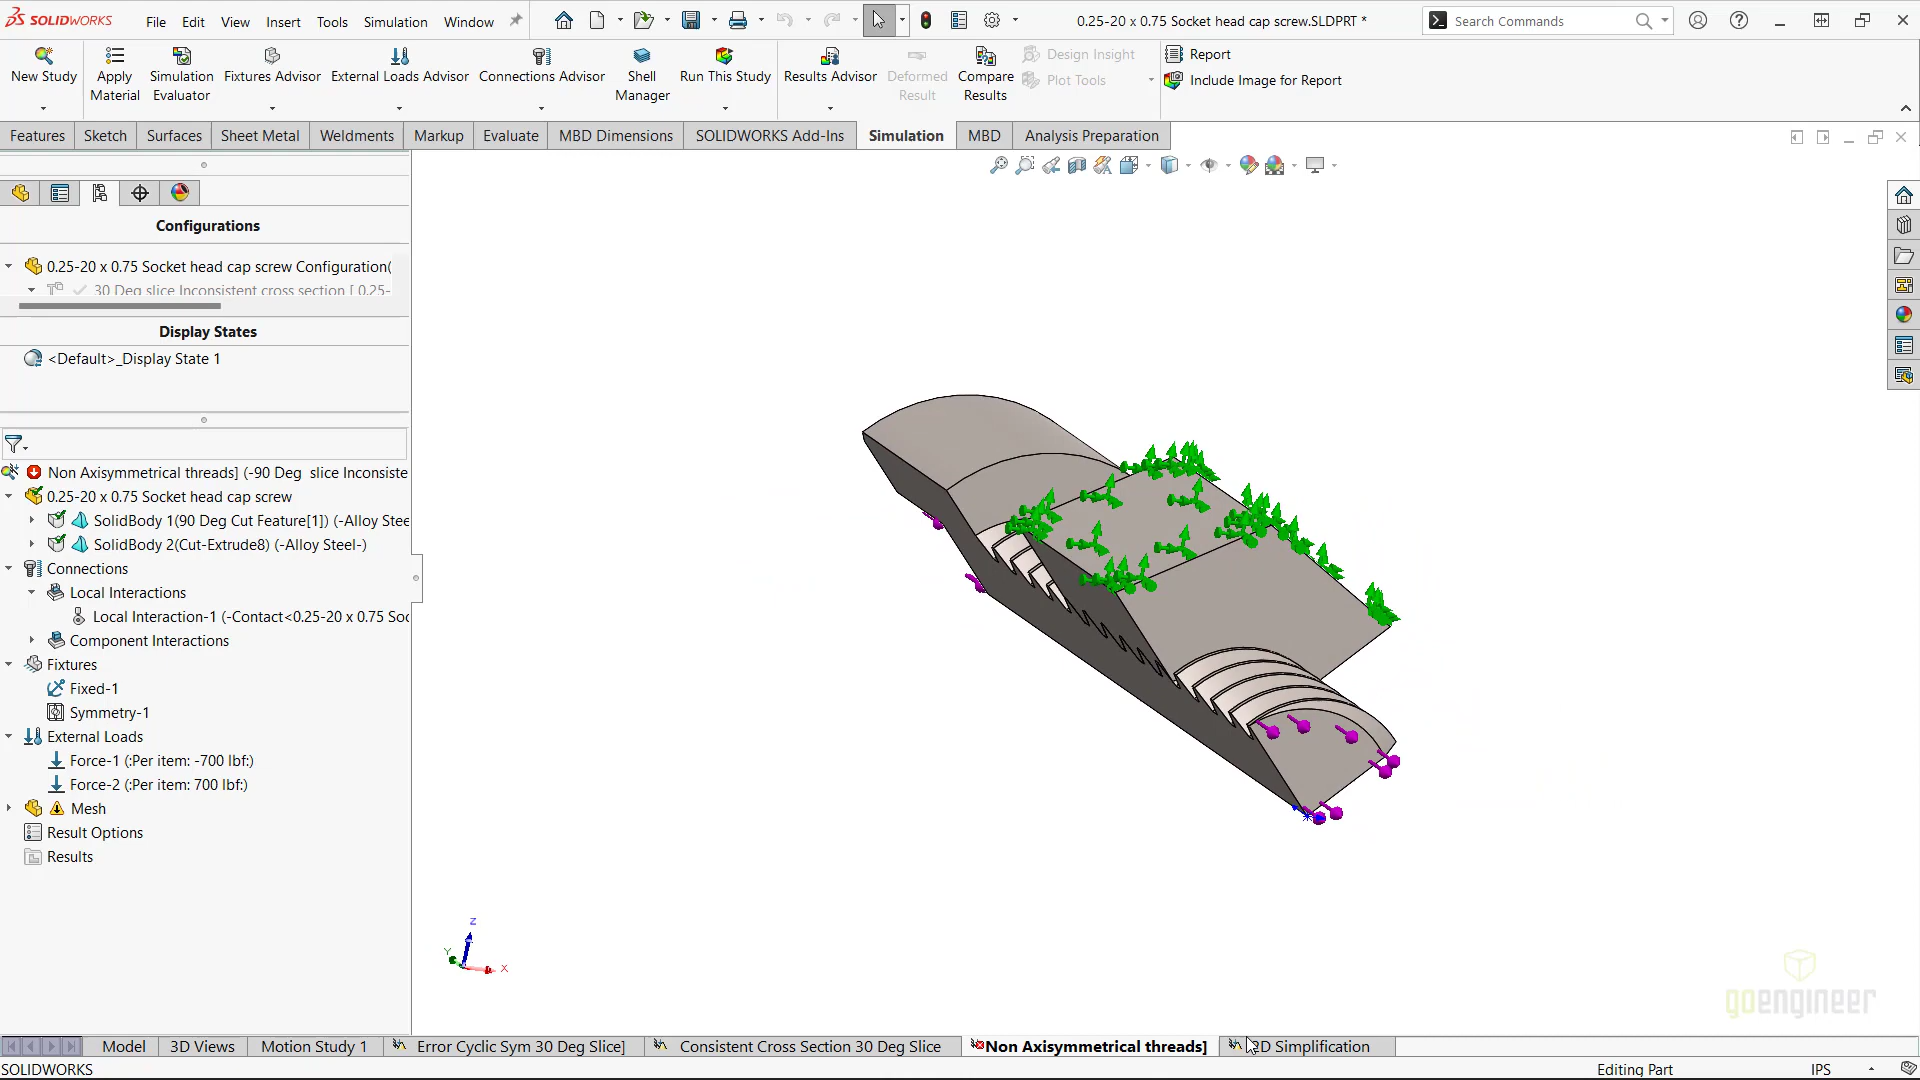 SOLIDWORKS
File Edit View Insert Tools Simulation Window
0.25-20 x 0.75 Socket head cap screw.SLDPRT *
Search Commands
New Study
Apply Material
Simulation Evaluator
Fixtures Advisor
External Loads Advisor
Connections Advisor
Shell Manager
Run This Study
Results Advisor
Deformed Result
Compare Results
Design Insight
Plot Tools
Report
Include Image for Report
Features Sketch Surfaces Sheet Metal Weldments Markup Evaluate MBD Dimensions SOLIDWORKS Add-Ins Simulation MBD Analysis Preparation
Configurations
0.25-20 x 0.75 Socket head cap screw Configuration(
30 Deg slice Inconsistent cross section [ 0.25-
Display States
<Default>_Display State 1
Non Axisymmetrical threads] (-90 Deg slice Inconsiste
0.25-20 x 0.75 Socket head cap screw
SolidBody 1(90 Deg Cut Feature[1]) (-Alloy Stee
SolidBody 2(Cut-Extrude8) (-Alloy Steel-)
Connections
Local Interactions
Local Interaction-1 (-Contact<0.25-20 x 0.75 Soc
Component Interactions
Fixtures
Fixed-1
Symmetry-1
External Loads
Force-1 (:Per item: -700 lbf:)
Force-2 (:Per item: 700 lbf:)
Mesh
Result Options
Results
Z
Y
X
goengineer
Model 3D Views Motion Study 1 Error Cyclic Sym 30 Deg Slice] Consistent Cross Section 30 Deg Slice Non Axisymmetrical threads] D Simplification
SOLIDWORKS Editing Part IPS